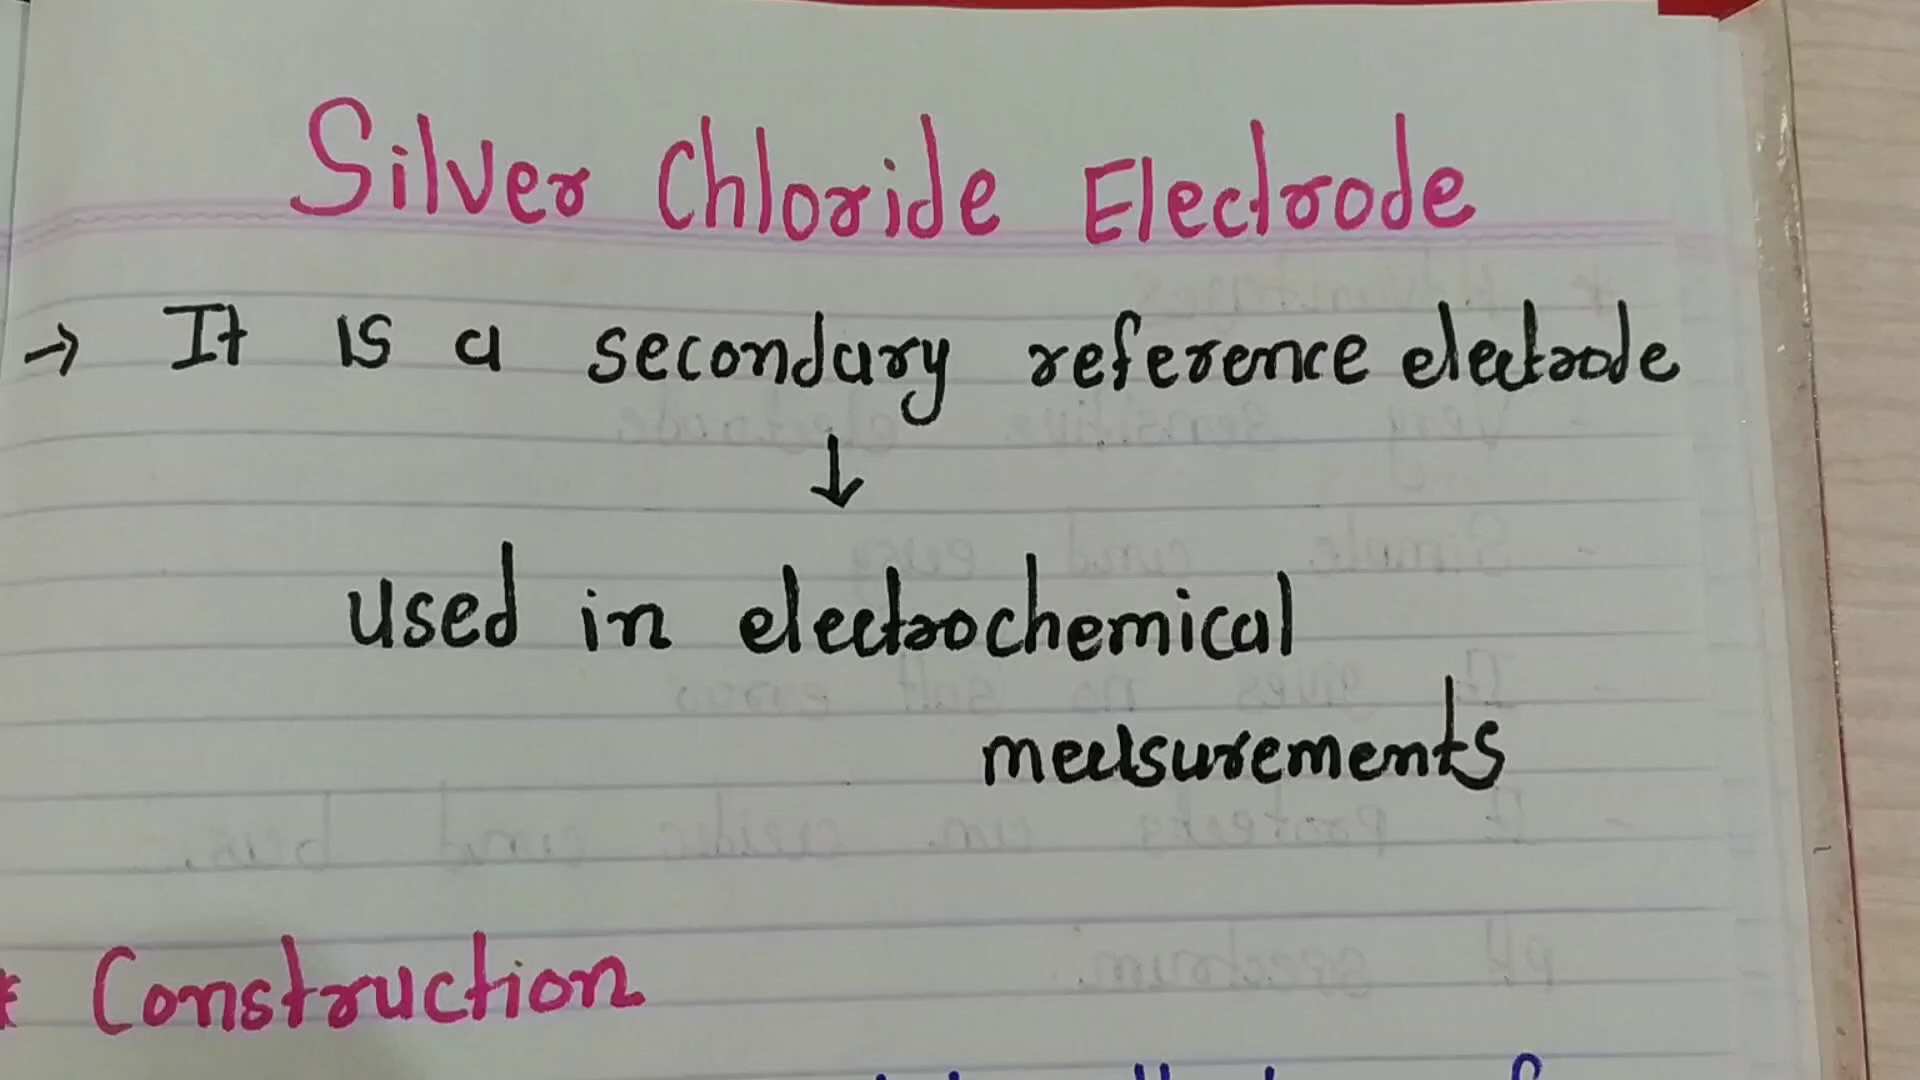 Silver Chloride Electrode
→ It is a secondary reference electrode
↓
used in electrochemical
measurements
* Construction